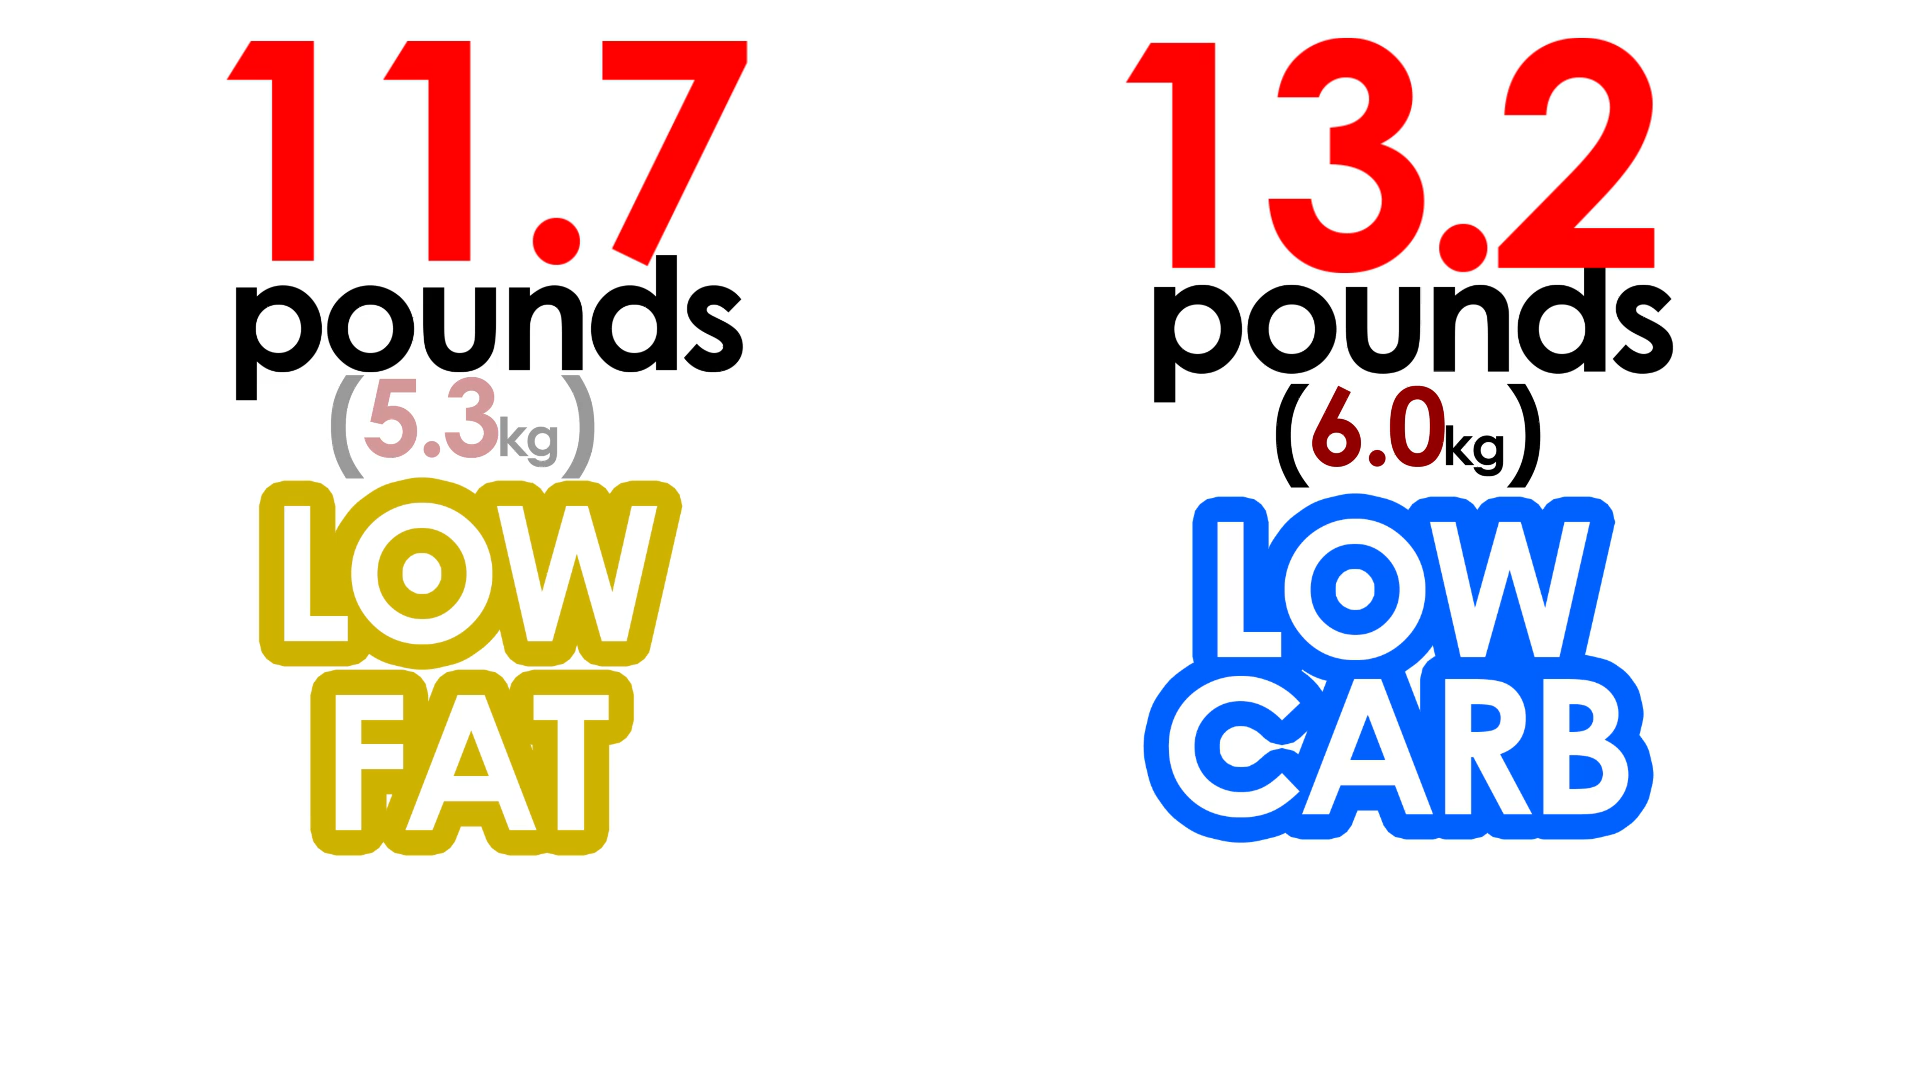 11.7
pounds
(5.3kg)
LOW
FAT
13.2
pounds
(6.0kg)
LOW
CARB